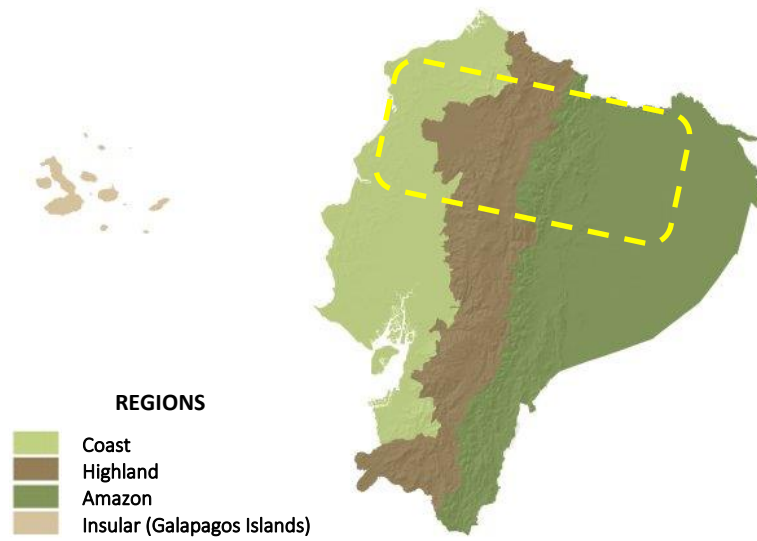 REGIONS
Coast
Highland
Amazon
Insular (Galapagos Islands)